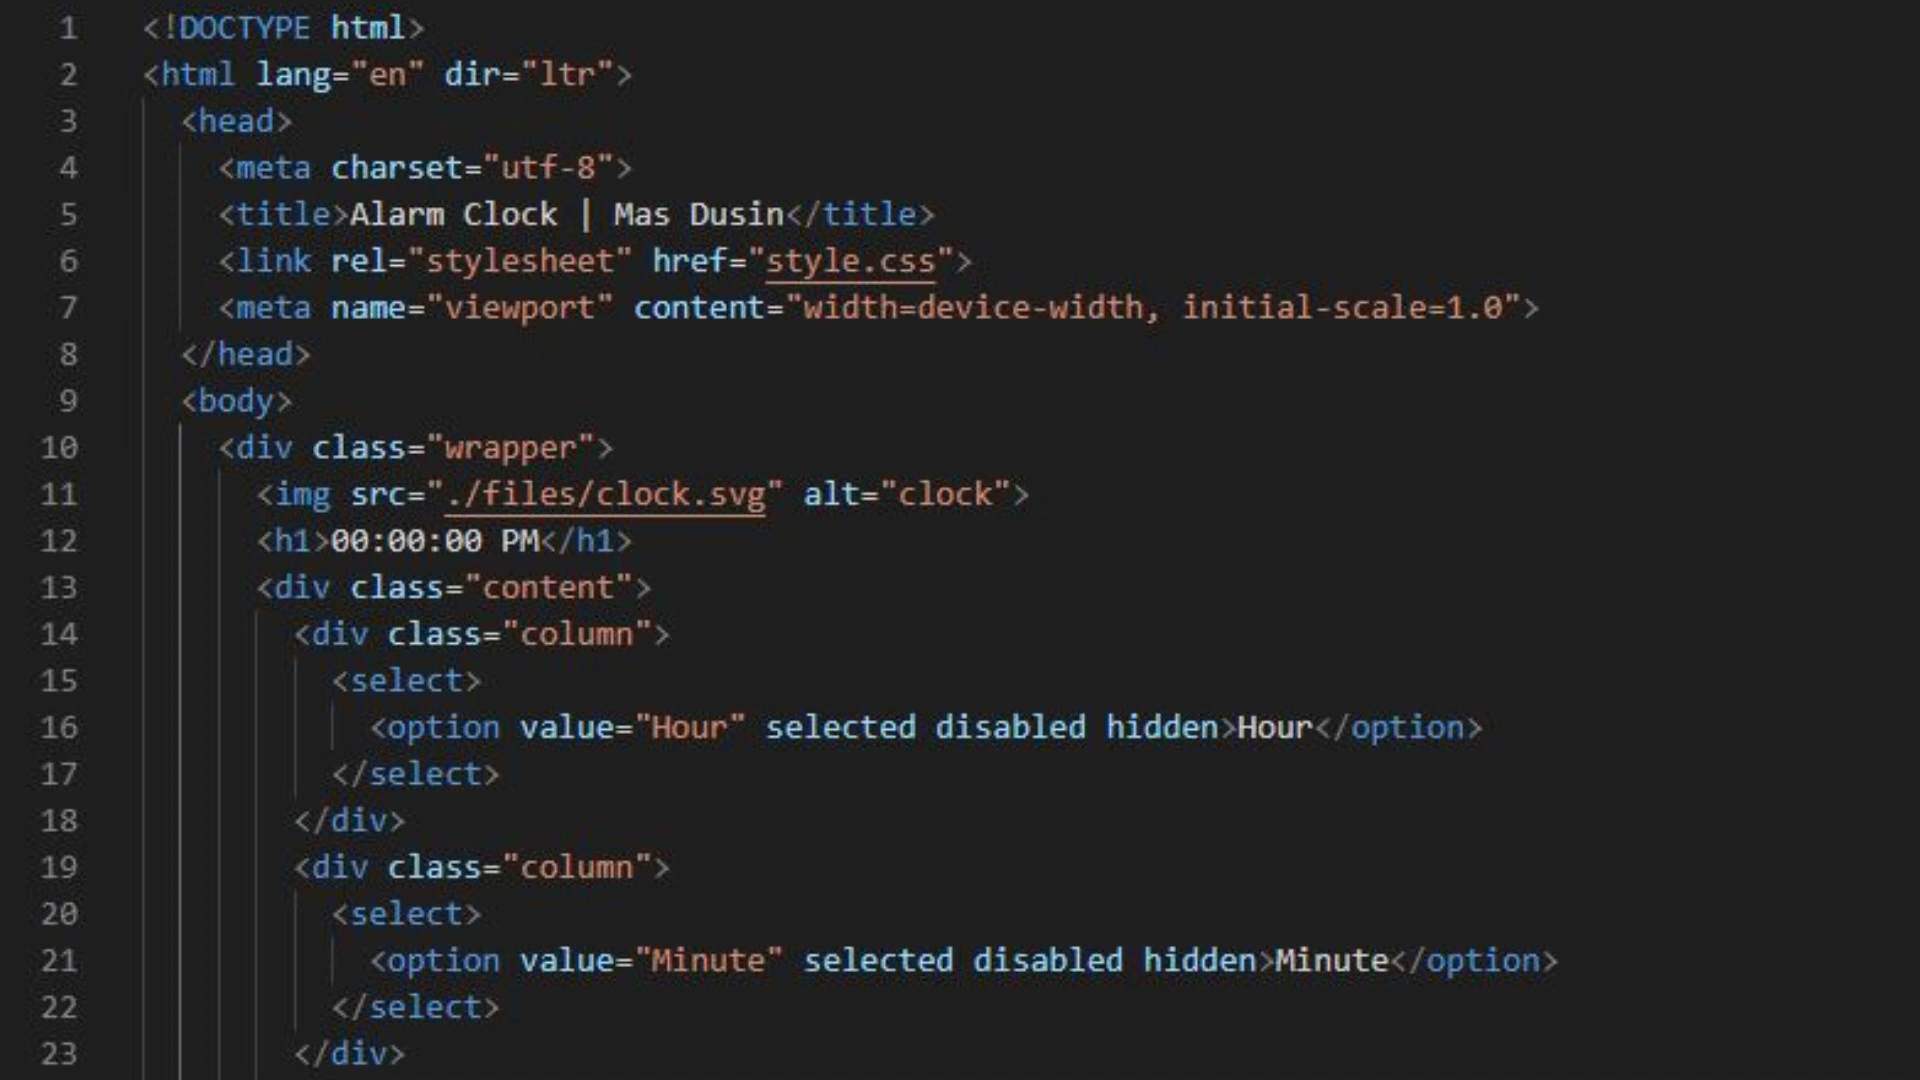 1 <!DOCTYPE html>
2 <html lang="en" dir="ltr">
3 <head>
4 <meta charset="utf-8">
5 <title>Alarm Clock | Mas Dusin</title>
6 <link rel="stylesheet" href="style.css">
7 <meta name="viewport" content="width=device-width, initial-scale=1.0">
8 </head>
9 <body>
10 <div class="wrapper">
11 <img src="./files/clock.svg" alt="clock">
12 <h1>00:00:00 PM</h1>
13 <div class="content">
14 <div class="column">
15 <select>
16 <option value="Hour" selected disabled hidden>Hour</option>
17 </select>
18 </div>
19 <div class="column">
20 <select>
21 <option value="Minute" selected disabled hidden>Minute</option>
22 </select>
23 </div>